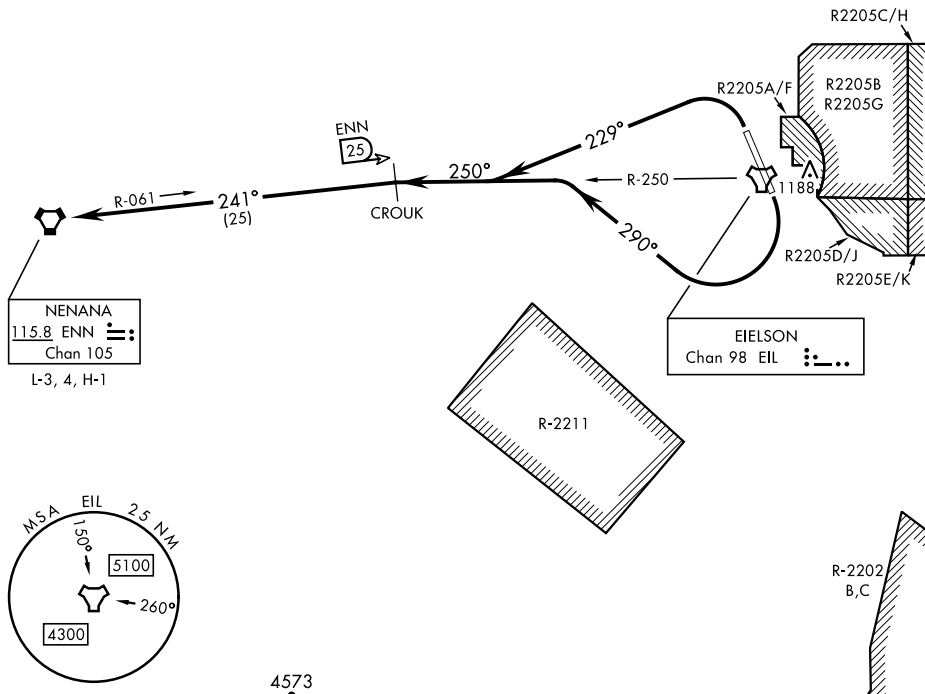 R2205C/H
R2205A/F
R2205B
R2205G
ENN
25
229°
250°
R-250
1188
R-061
241°
(25)
CROUK
290°
R2205D/J
R2205E/K
NENANA
115.8 ENN
Chan 105
L-3, 4, H-1
EIELSON
Chan 98 EIL
R-2211
MSA EIL 25 NM
150°
5100
260°
4300
R-2202
B,C
4573